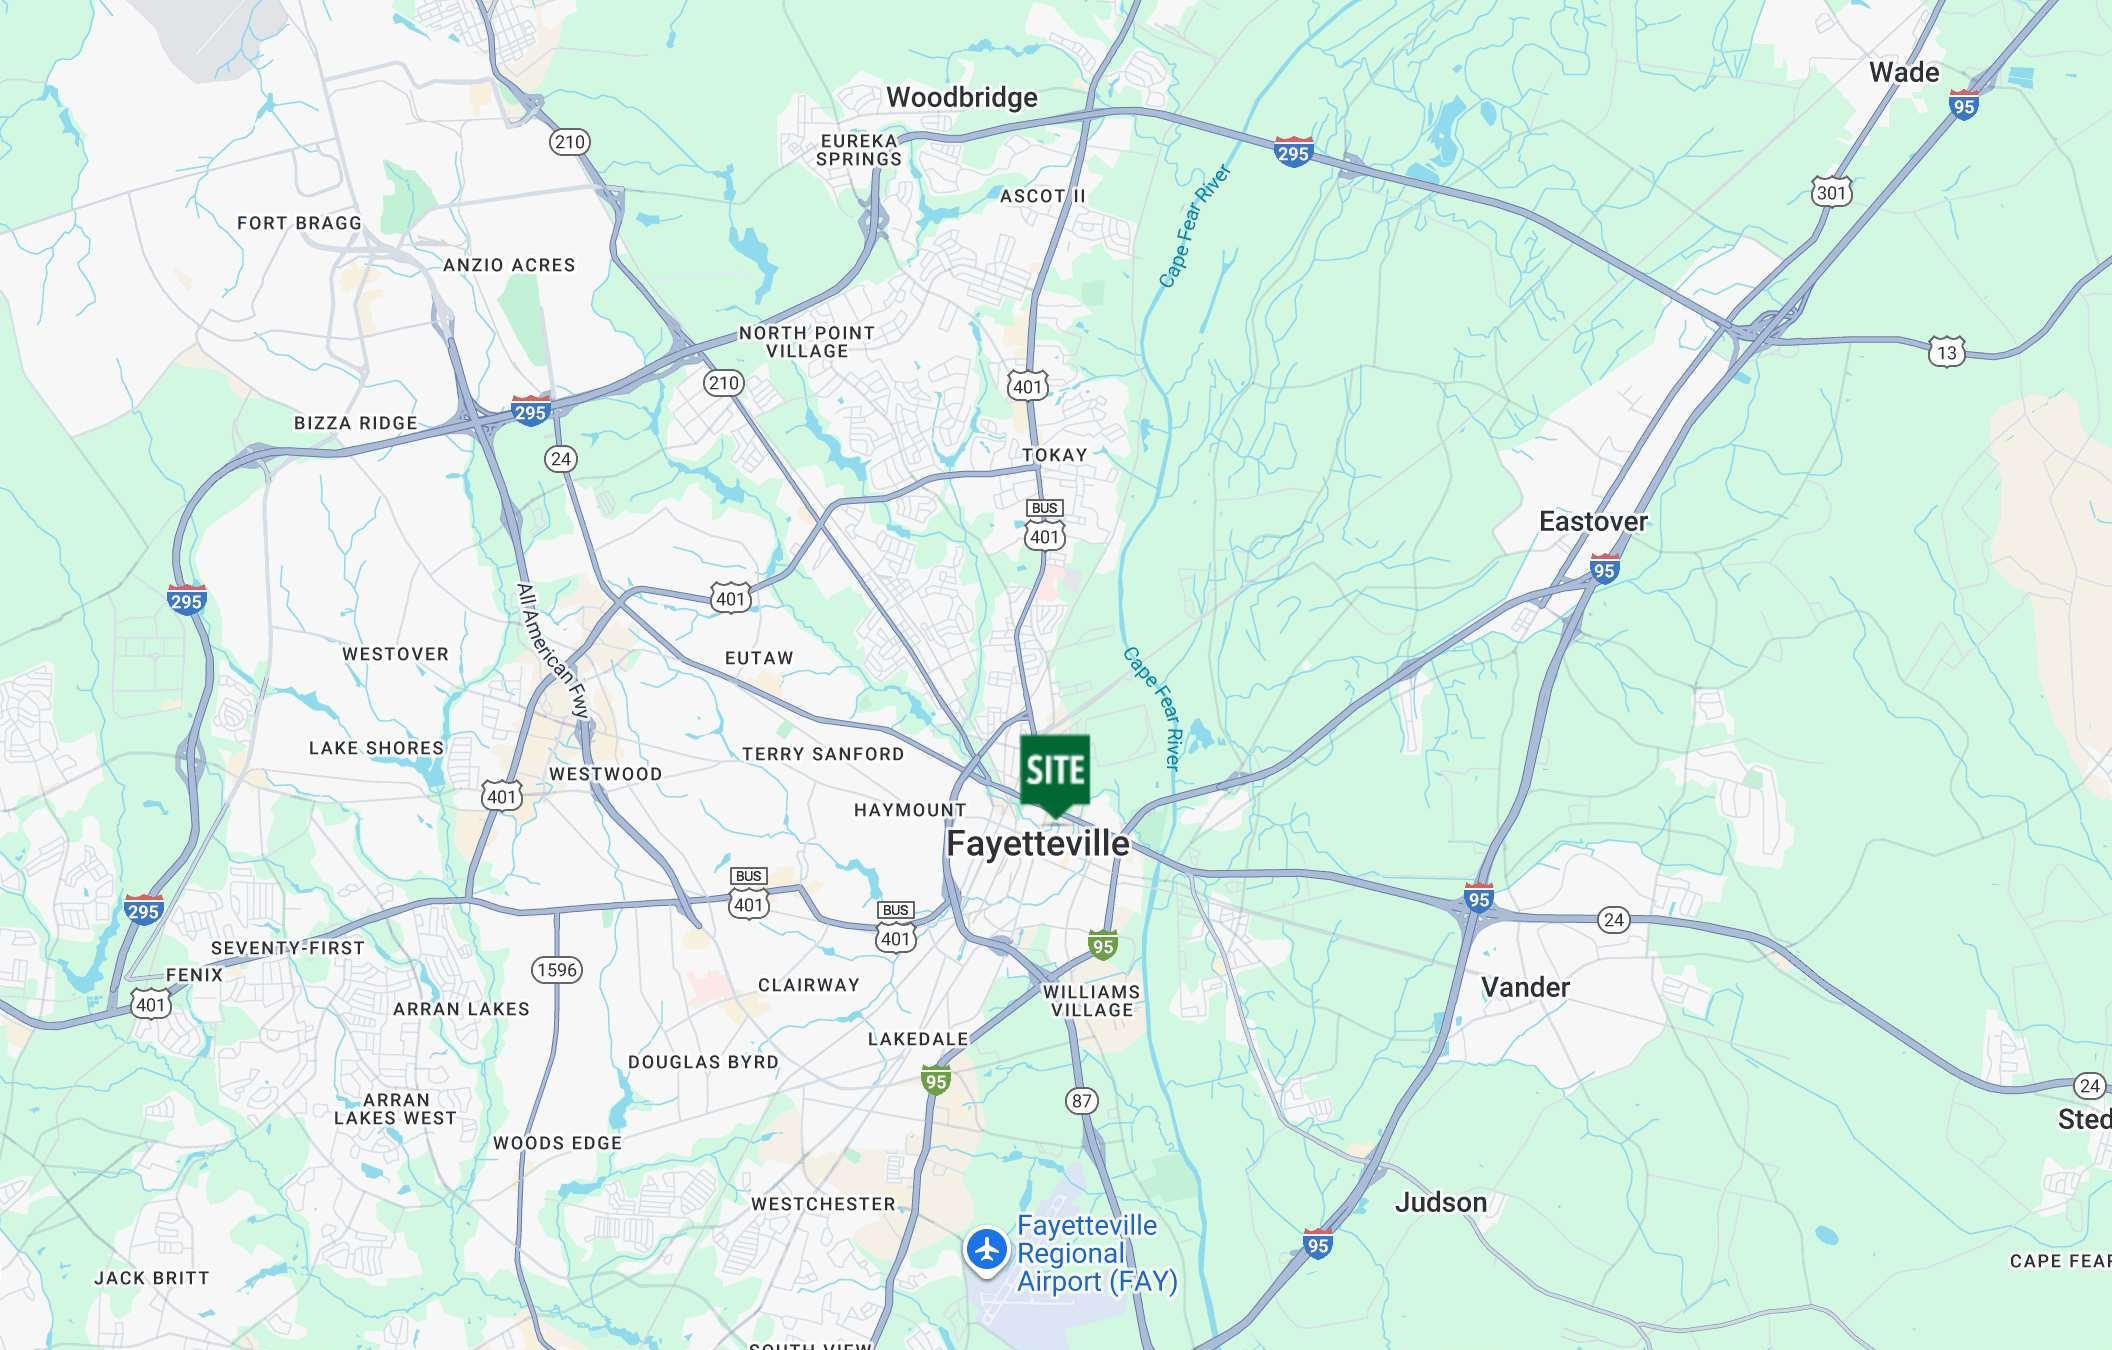 Wade
95
Woodbridge
210
EUREKA
SPRINGS
295
ASCOT II
301
Cape Fear River
FORT BRAGG
ANZIO ACRES
NORTH POINT
VILLAGE
13
210
401
295
BIZZA RIDGE
24
TOKAY
BUS
401
Eastover
95
295
401
All American Fwy
WESTOVER
EUTAW
Cape Fear River
LAKE SHORES
TERRY SANFORD
WESTWOOD
SITE
401
HAYMOUNT
Fayetteville
BUS
401
BUS
401
95
295
24
95
SEVENTY-FIRST
FENIX
1596
401
CLAIRWAY
WILLIAMS
VILLAGE
Vander
ARRAN LAKES
LAKEDALE
DOUGLAS BYRD
95
87
24
ARRAN
LAKES WEST
Sted
WOODS EDGE
WESTCHESTER
Judson
Fayetteville
Regional
Airport (FAY)
95
CAPE FEAR
JACK BRITT
SOUTH VIEW